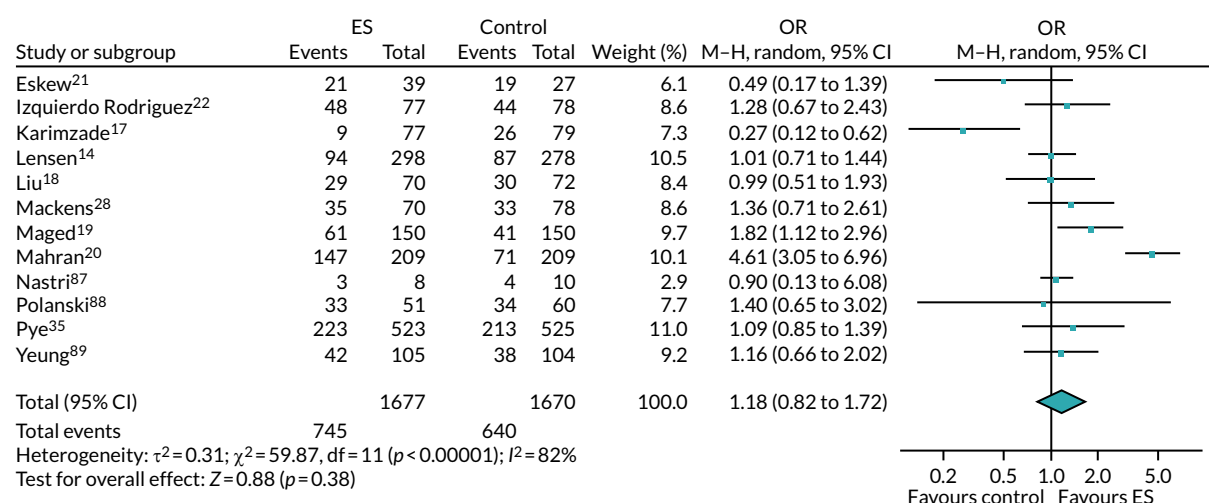 ES Control OR OR
Study or subgroup Events Total Events Total Weight (%) M–H, random, 95% CI M–H, random, 95% CI
Eskew21 21 39 19 27 6.1 0.49 (0.17 to 1.39)
Izquierdo Rodriguez22 48 77 44 78 8.6 1.28 (0.67 to 2.43)
Karimzade17 9 77 26 79 7.3 0.27 (0.12 to 0.62)
Lensen14 94 298 87 278 10.5 1.01 (0.71 to 1.44)
Liu18 29 70 30 72 8.4 0.99 (0.51 to 1.93)
Mackens28 35 70 33 78 8.6 1.36 (0.71 to 2.61)
Maged19 61 150 41 150 9.7 1.82 (1.12 to 2.96)
Mahran20 147 209 71 209 10.1 4.61 (3.05 to 6.96)
Nastri87 3 8 4 10 2.9 0.90 (0.13 to 6.08)
Polanski88 33 51 34 60 7.7 1.40 (0.65 to 3.02)
Pye35 223 523 213 525 11.0 1.09 (0.85 to 1.39)
Yeung89 42 105 38 104 9.2 1.16 (0.66 to 2.02)
Total (95% CI) 1677 1670 100.0 1.18 (0.82 to 1.72)
Total events 745 640
Heterogeneity: τ2=0.31; χ2=59.87, df=11 (p<0.00001); I2=82%
Test for overall effect: Z=0.88 (p=0.38)
0.2 0.5 1.0 2.0 5.0
Favours control Favours ES